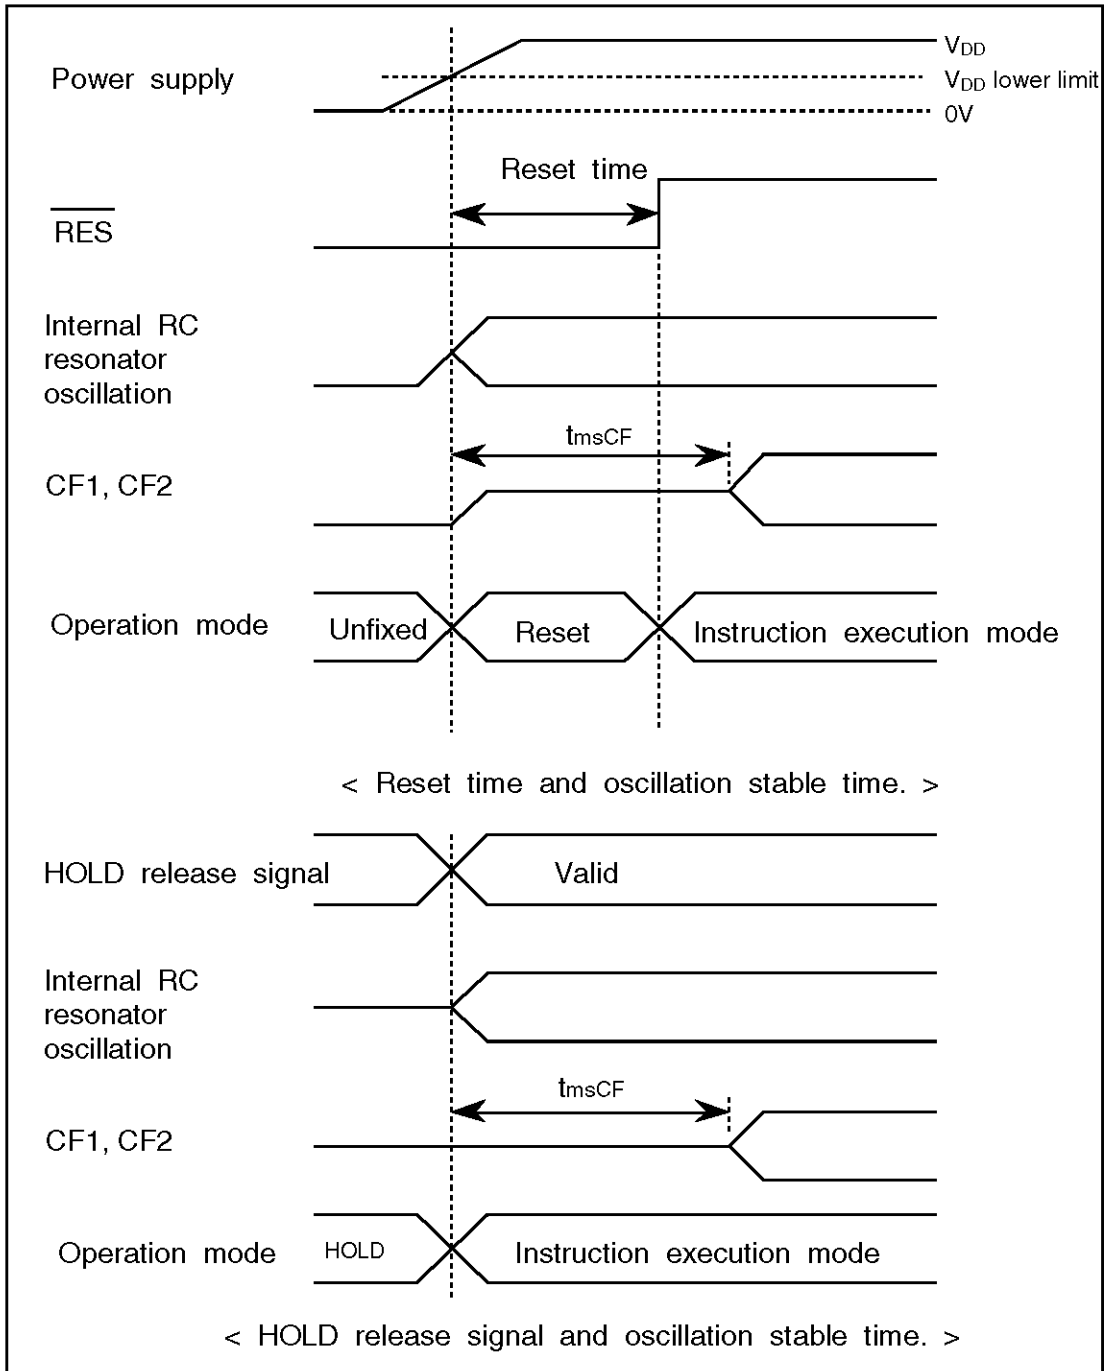 Power supply
VDD
VDD lower limit
0V
Reset time
RES
Internal RC
resonator
oscillation
tmsCF
CF1, CF2
Operation mode
Unfixed
Reset
Instruction execution mode
< Reset time and oscillation stable time. >
HOLD release signal
Valid
Internal RC
resonator
oscillation
tmsCF
CF1, CF2
Operation mode
HOLD
Instruction execution mode
< HOLD release signal and oscillation stable time. >